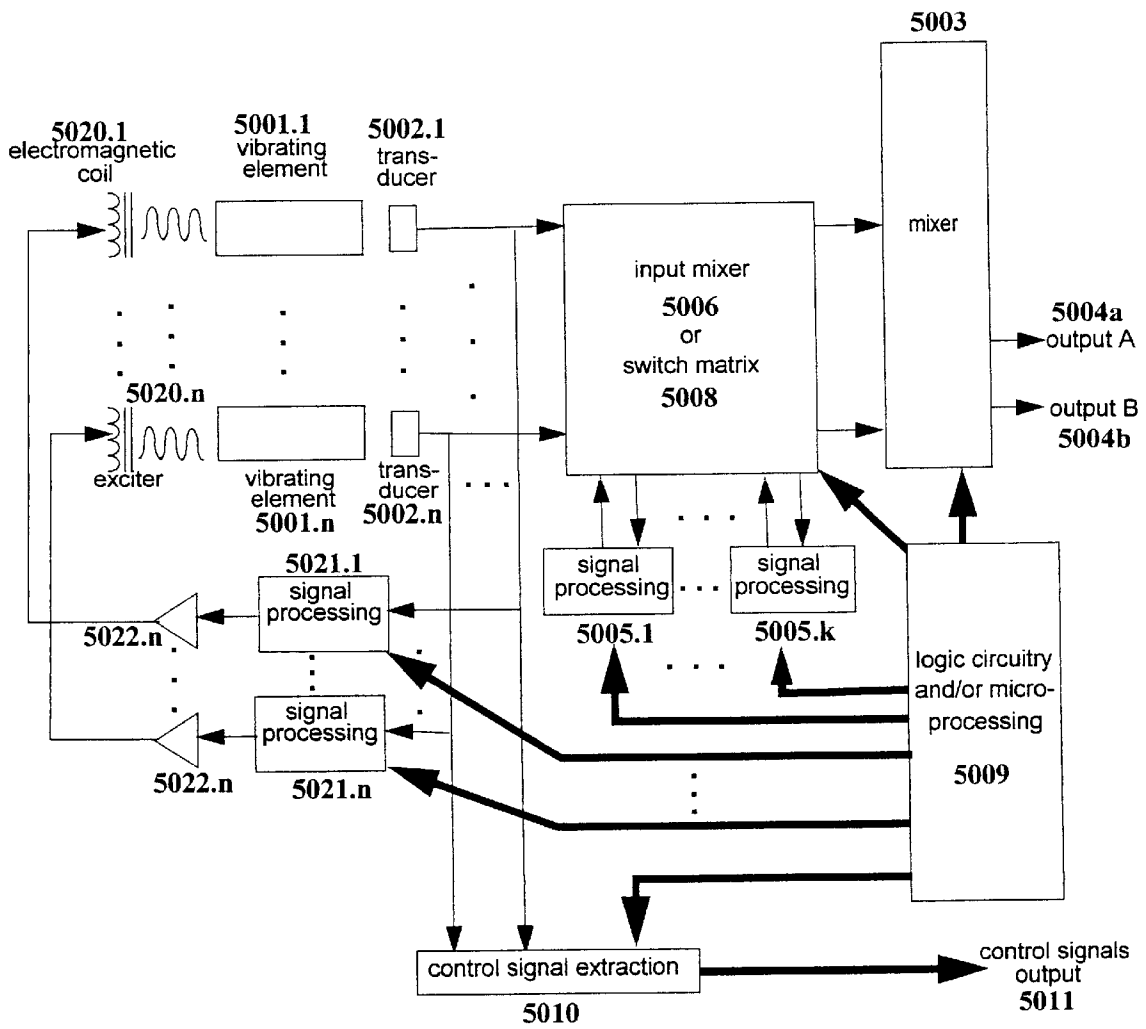 5003
5020.1
electromagnetic
coil
5001.1
vibrating
element
5002.1
trans-
ducer
mixer
input mixer
5006
or
switch matrix
5008
5004a
output A
output B
5004b
5020.n
exciter
vibrating
element
5001.n
trans-
ducer
5002.n
signal
processing
5005.1
signal
processing
5005.k
5021.1
signal
processing
5022.n
signal
processing
5022.n
5021.n
logic circuitry
and/or micro-
processing
5009
control signal extraction
5010
control signals
output
5011